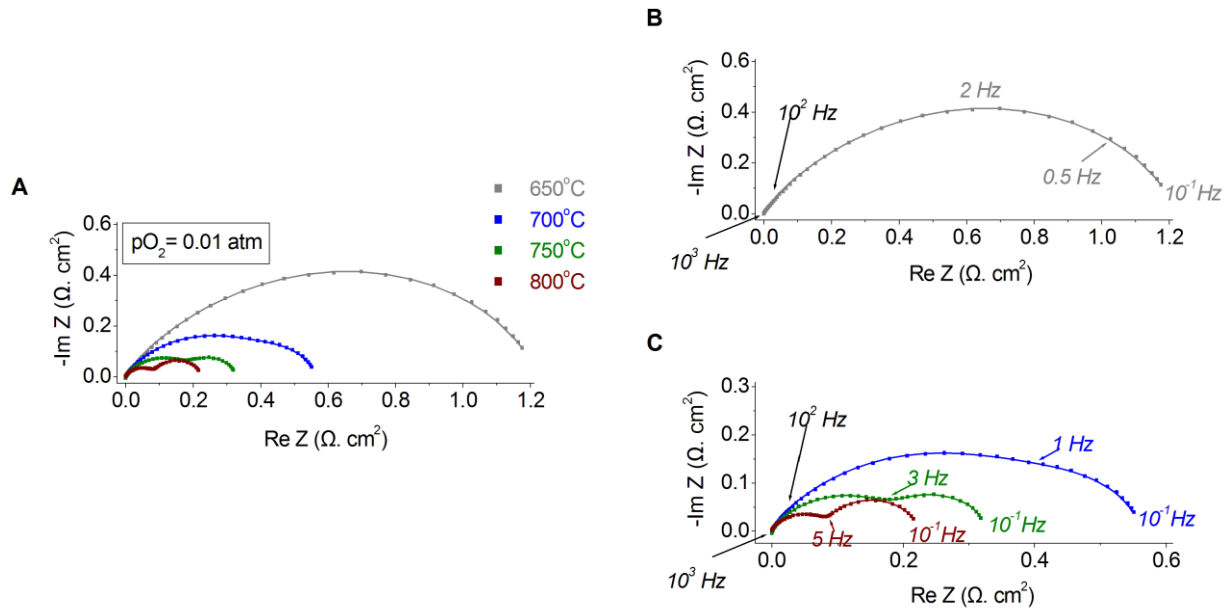 A
pO₂= 0.01 atm
650°C
700°C
750°C
800°C
-Im Z (Ω. cm²)
0.6
0.4
0.2
0.0
0.0 0.2 0.4 0.6 0.8 1.0 1.2
Re Z (Ω. cm²)
B
-Im Z (Ω. cm²)
0.6
0.4
0.2
0.0
10² Hz
2 Hz
0.5 Hz
10⁻¹Hz
10³ Hz
0.0 0.2 0.4 0.6 0.8 1.0 1.2
Re Z (Ω. cm²)
C
-Im Z (Ω. cm²)
0.3
0.2
0.1
0.0
10² Hz
1 Hz
3 Hz
5 Hz
10⁻¹Hz
10⁻¹Hz
10⁻¹Hz
10³ Hz
0.0 0.2 0.4 0.6
Re Z (Ω. cm²)